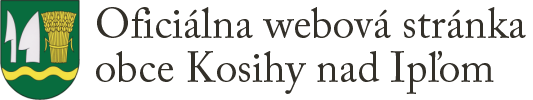 Oficiálna webová stránka
obce Kosihy nad Ipľom